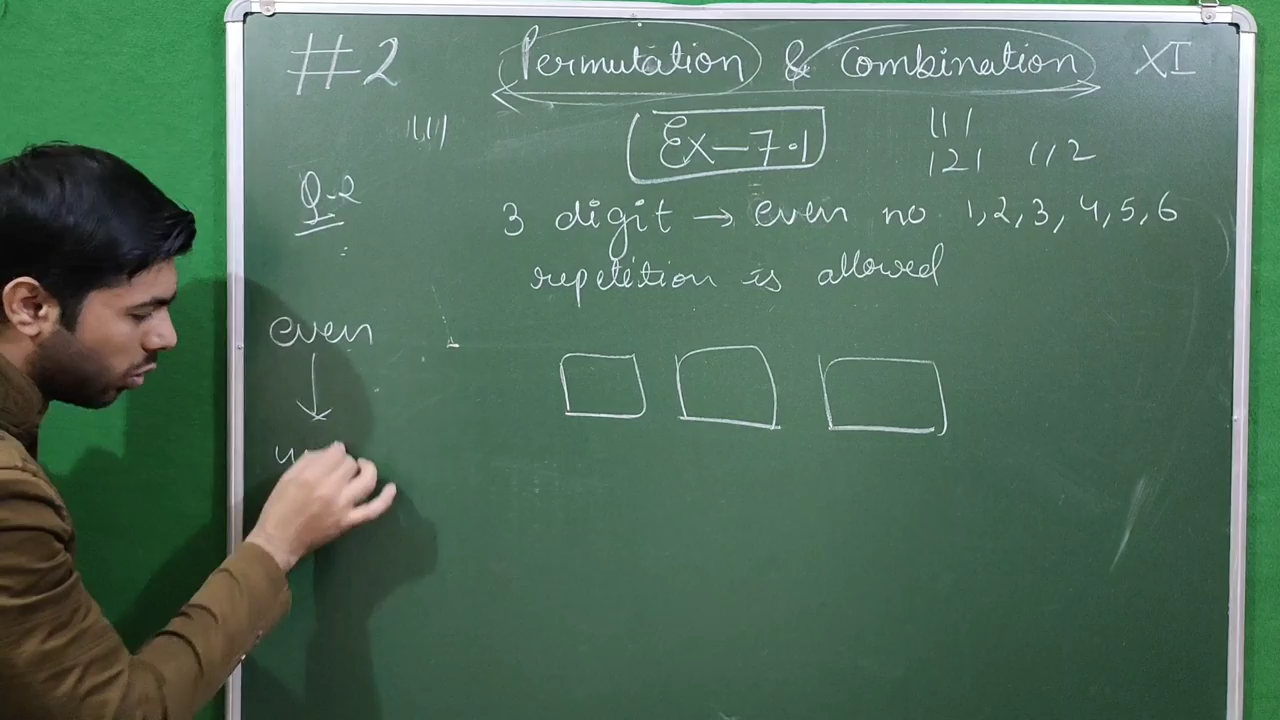 #2 Permutation & Combination XI
Ex-7.1
111
121 112
Q-2
3 digit → even no. 1,2,3,4,5,6
repetition is allowed
even